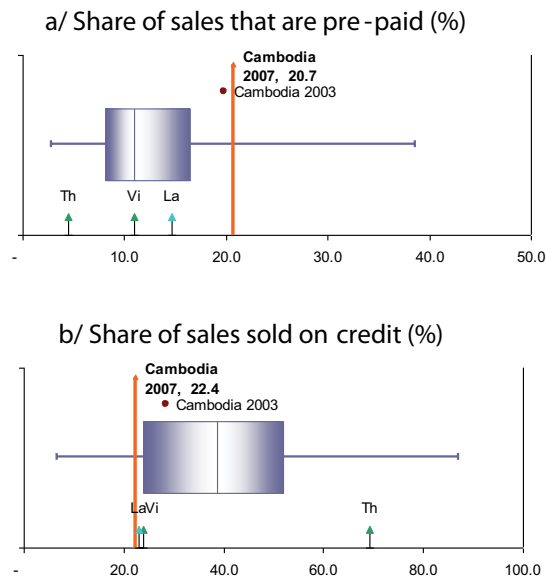 a/ Share of sales that are pre-paid (%)
Cambodia
2007, 20.7
Cambodia 2003
Th Vi La
- 10.0 20.0 30.0 40.0 50.0
b/ Share of sales sold on credit (%)
Cambodia
2007, 22.4
Cambodia 2003
LaVi Th
- 20.0 40.0 60.0 80.0 100.0